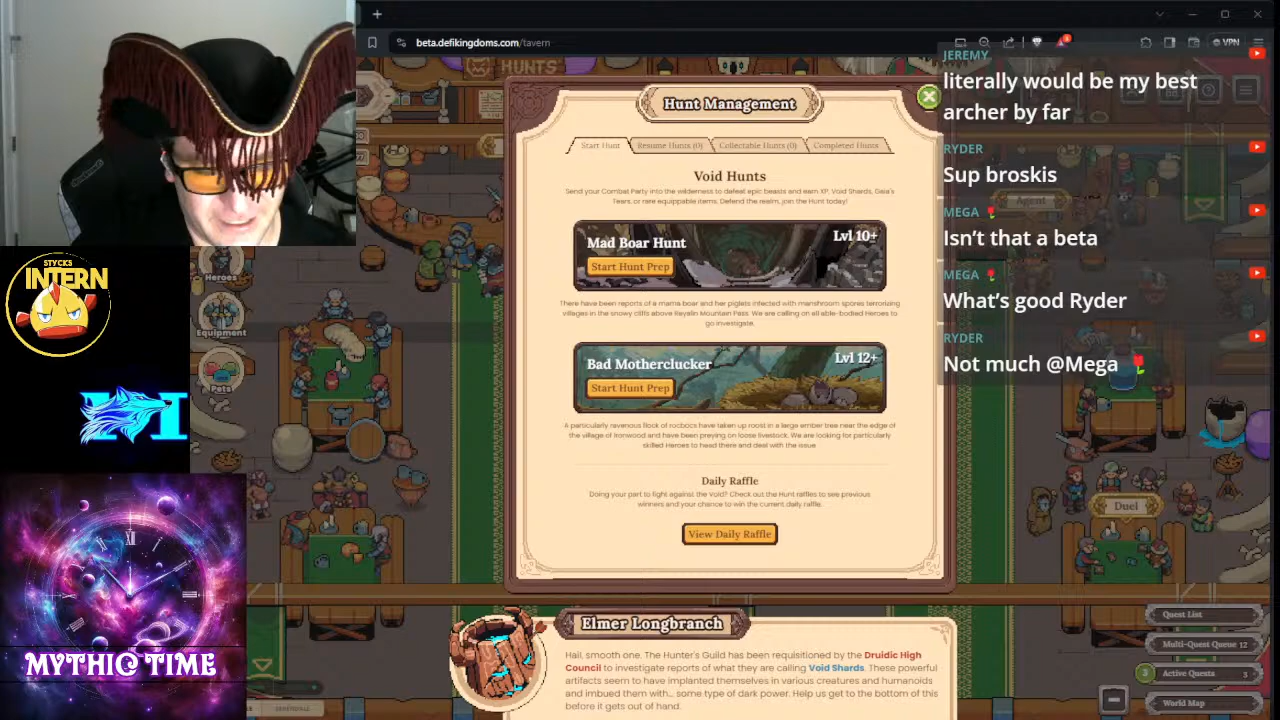 beta.defikingdoms.com/tavern
VPN
HUNTS
Hunt Management
Start Hunt
Resume Hunts (0)
Collectable Hunts (0)
Completed Hunts
Void Hunts
Send your Combat Party into the wilderness to defeat epic beasts and earn XP, Void Shards, Gaia's
Tears, or rare equippable items. Defend the realm, join the Hunt today!
Mad Boar Hunt
Lvl 10+
Start Hunt Prep
There have been reports of a mama boar and her piglets infected with manshroom spores terrorizing
villages in the snowy cliffs above Reyalin Mountain Pass. We are calling on all able-bodied Heroes to
go investigate.
Bad Motherclucker
Lvl 12+
Start Hunt Prep
A particularly ravenous flock of rocbocs have taken up roost in a large ember tree near the edge of
the village of Ironwood and have been preying on loose livestock. We are looking for particularly
skilled Heroes to head there and deal with the issue
Daily Raffle
Doing your part to fight against the Void? Check out the Hunt raffles to see previous
winners and your chance to win the current daily raffle.
View Daily Raffle
Elmer Longbranch
Hail, smooth one. The Hunter's Guild has been requisitioned by the Druidic High
Council to investigate reports of what they are calling Void Shards. These powerful
artifacts seem to have implanted themselves in various creatures and humanoids
and imbued them with... some type of dark power. Help us get to the bottom of this
before it gets out of hand.
JEREMY
literally would be my best
archer by far
RYDER
Sup broskis
MEGA
Isn't that a beta
MEGA
What's good Ryder
RYDER
Not much @Mega
Agent
Duel
Heroes
Equipment
Pets
STYCKS
INTERN
M
MYTHIC TIME
Quest List
Multi-Quest Queue 12
3
Active Quests 3
World Map